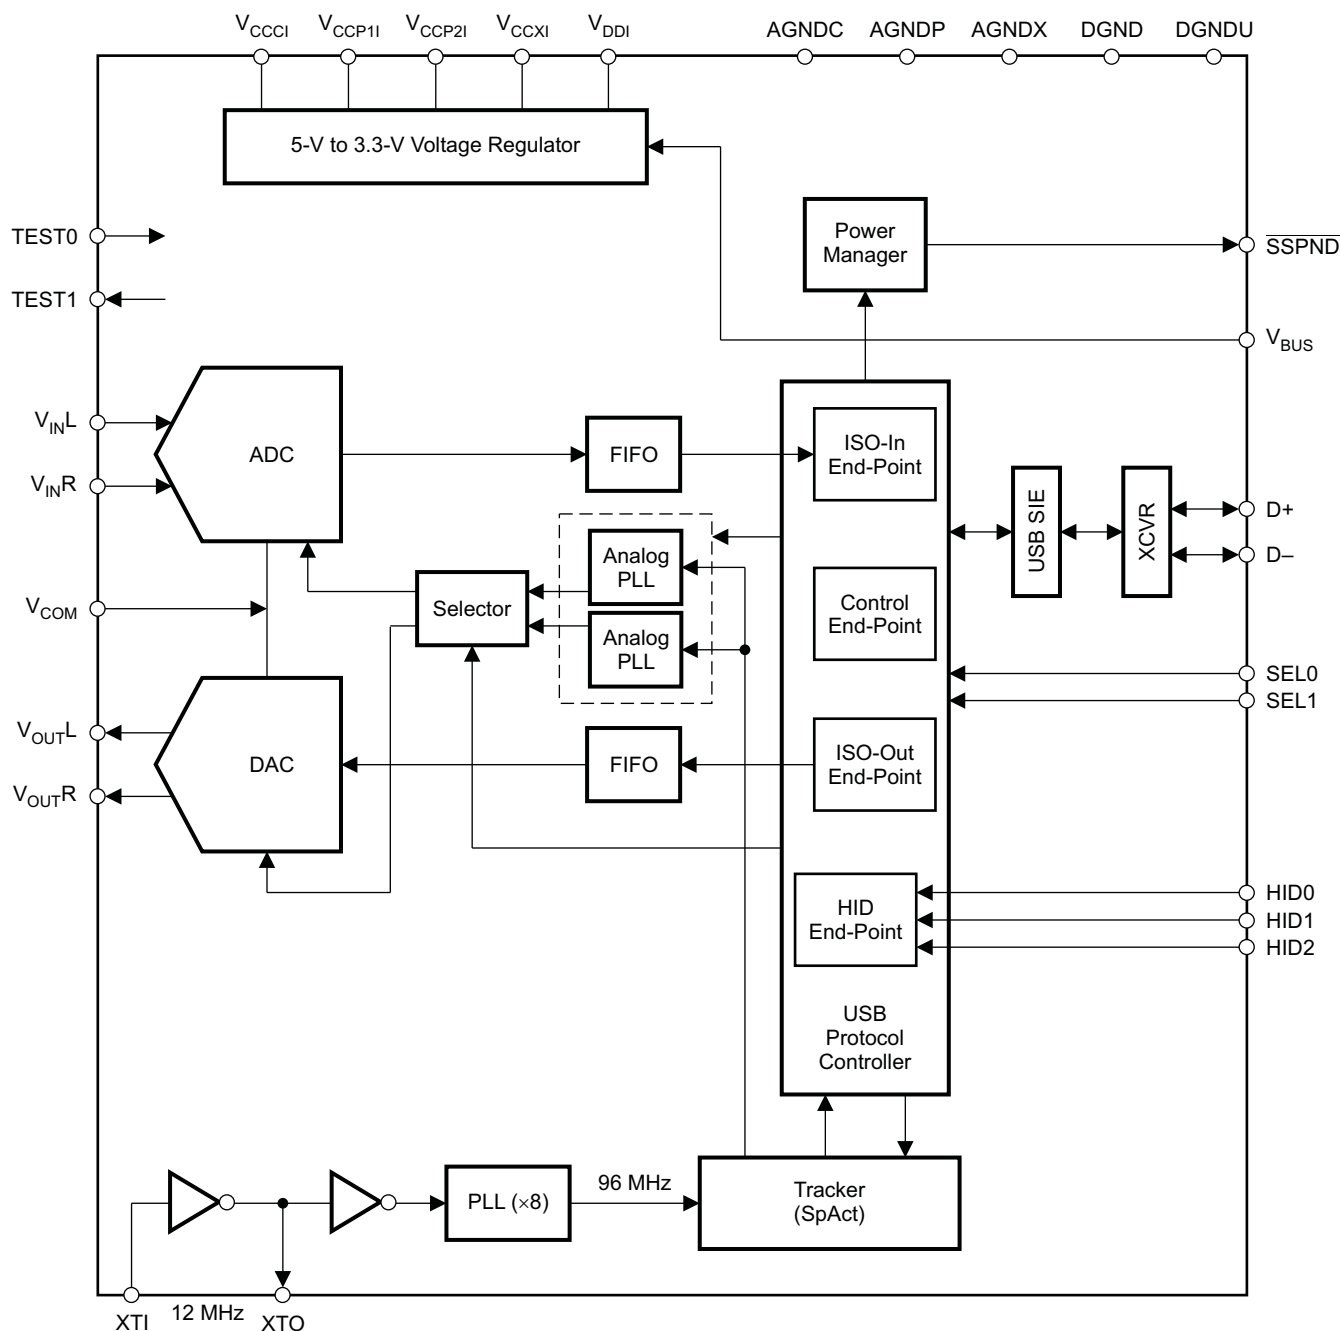 VCCCI VCCP1I VCCP2I VCCXI VDDI AGNDC AGNDP AGNDX DGND DGNDU
5-V to 3.3-V Voltage Regulator
TEST0
Power
Manager
SSPND
TEST1
VBUS
VINL
ADC
FIFO
ISO-In
End-Point
VINR
USB SIE
XCVR
D+
D–
Analog
PLL
VCOM
Selector
Control
End-Point
Analog
PLL
SEL0
SEL1
VOUTL
DAC
FIFO
ISO-Out
End-Point
VOUTR
HID
End-Point
HID0
HID1
HID2
USB
Protocol
Controller
PLL (×8)
96 MHz
Tracker
(SpAct)
XTI
12 MHz
XTO